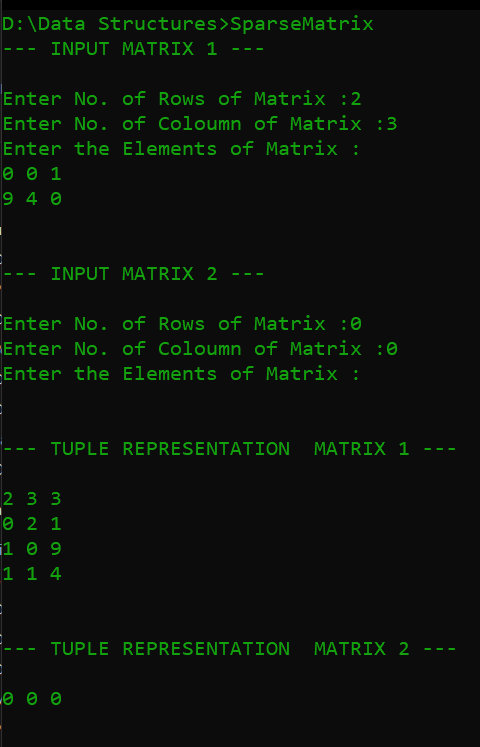 D:\Data Structures>SparseMatrix
--- INPUT MATRIX 1 ---
Enter No. of Rows of Matrix :2
Enter No. of Coloumn of Matrix :3
Enter the Elements of Matrix :
0 0 1
9 4 0
--- INPUT MATRIX 2 ---
Enter No. of Rows of Matrix :0
Enter No. of Coloumn of Matrix :0
Enter the Elements of Matrix :
--- TUPLE REPRESENTATION  MATRIX 1 ---
2 3 3
0 2 1
1 0 9
1 1 4
--- TUPLE REPRESENTATION  MATRIX 2 ---
0 0 0